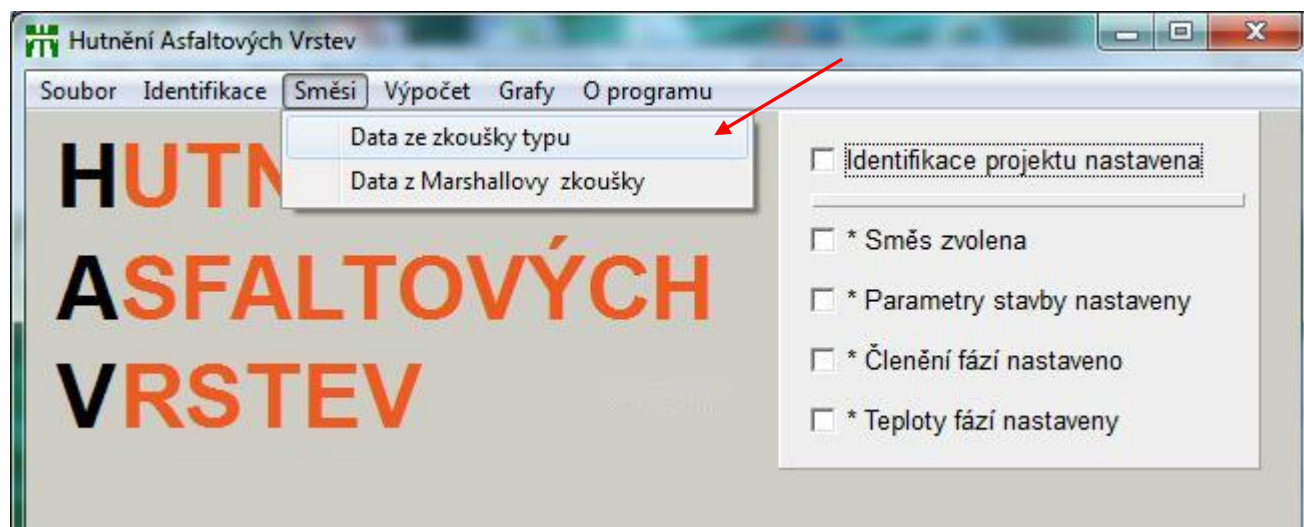 Hutnění Asfaltových Vrstev
Soubor Identifikace Směsi Výpočet Grafy O programu
Data ze zkoušky typu
Data z Marshallovy zkoušky
HUTN
ASFALTOVÝCH
VRSTEV
Identifikace projektu nastavena
* Směs zvolena
* Parametry stavby nastaveny
* Členění fází nastaveno
* Teploty fází nastaveny